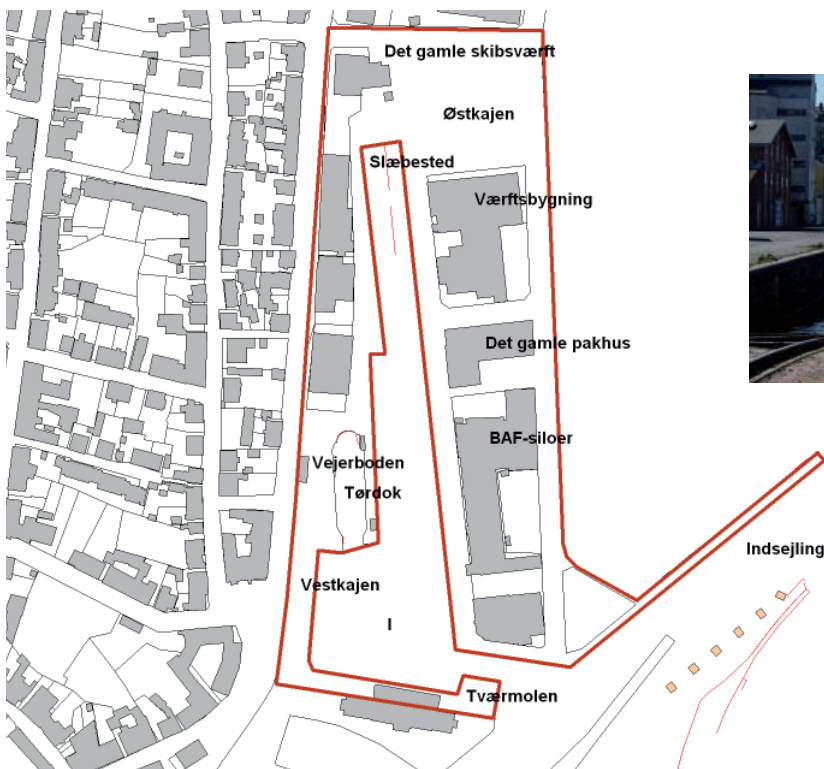 Det gamle skibsværft
Østkajen
Slæbested
Værftsbygning
Det gamle pakhus
BAF-siloer
Vejerboden
Tørdok
Indsejling
Vestkajen
I
Tværmolen